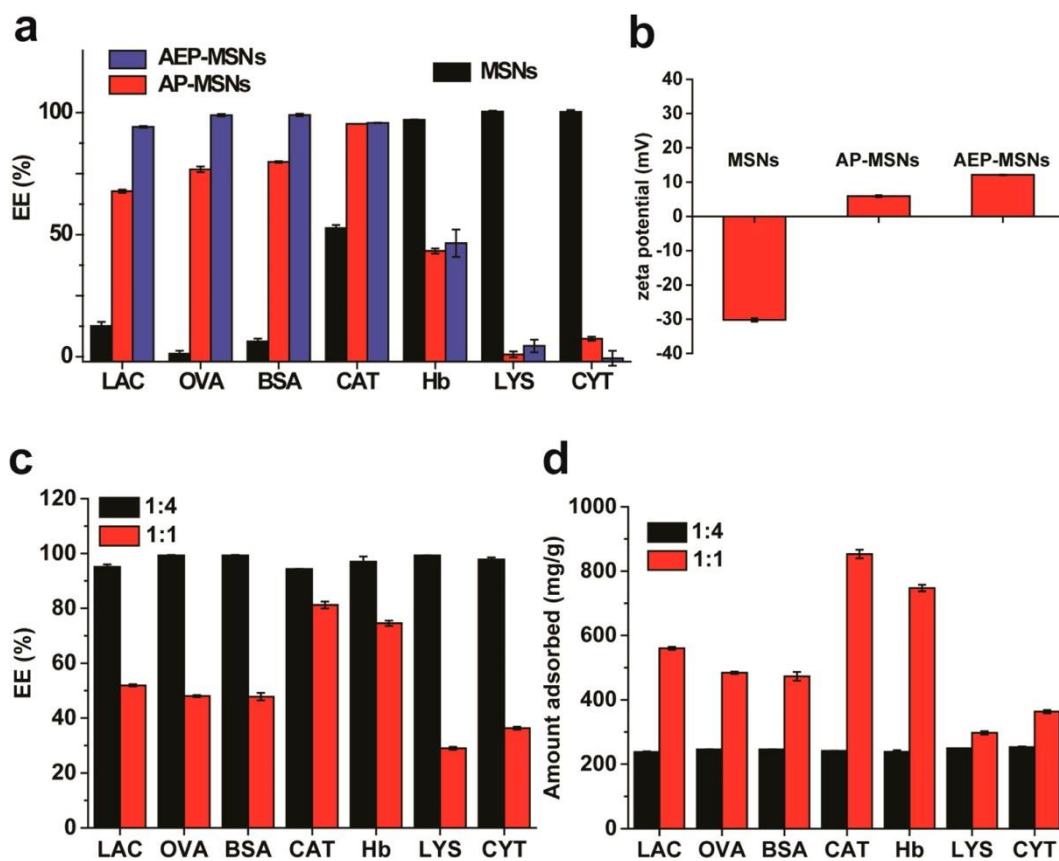 a
AEP-MSNs
AP-MSNs
MSNs
EE (%)
100
50
0
LAC OVA BSA CAT Hb LYS CYT
b
zeta potential (mV)
40
30
20
10
0
-10
-20
-30
-40
MSNs AP-MSNs AEP-MSNs
c
1:4
1:1
EE (%)
120
100
80
60
40
20
0
LAC OVA BSA CAT Hb LYS CYT
d
1:4
1:1
Amount adsorbed (mg/g)
1000
800
600
400
200
0
LAC OVA BSA CAT Hb LYS CYT